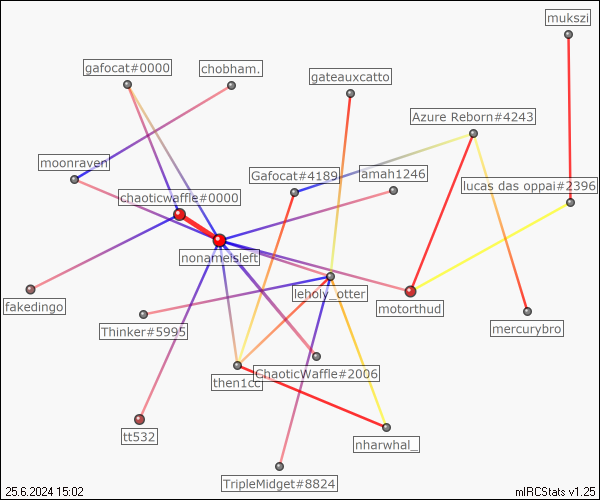 mukszi
gafocat#0000
chobham.
gateauxcatto
Azure Reborn#4243
moonraven
Gafocat#4189
amah1246
lucas das oppai#2396
chaoticwaffle#0000
nonameisleft
leholy_otter
fakedingo
motorthud
Thinker#5995
mercurybro
ChaoticWaffle#2006
then1cc
tt532
nharwhal_
TripleMidget#8824
25.6.2024 15:02
mIRCStats v1.25